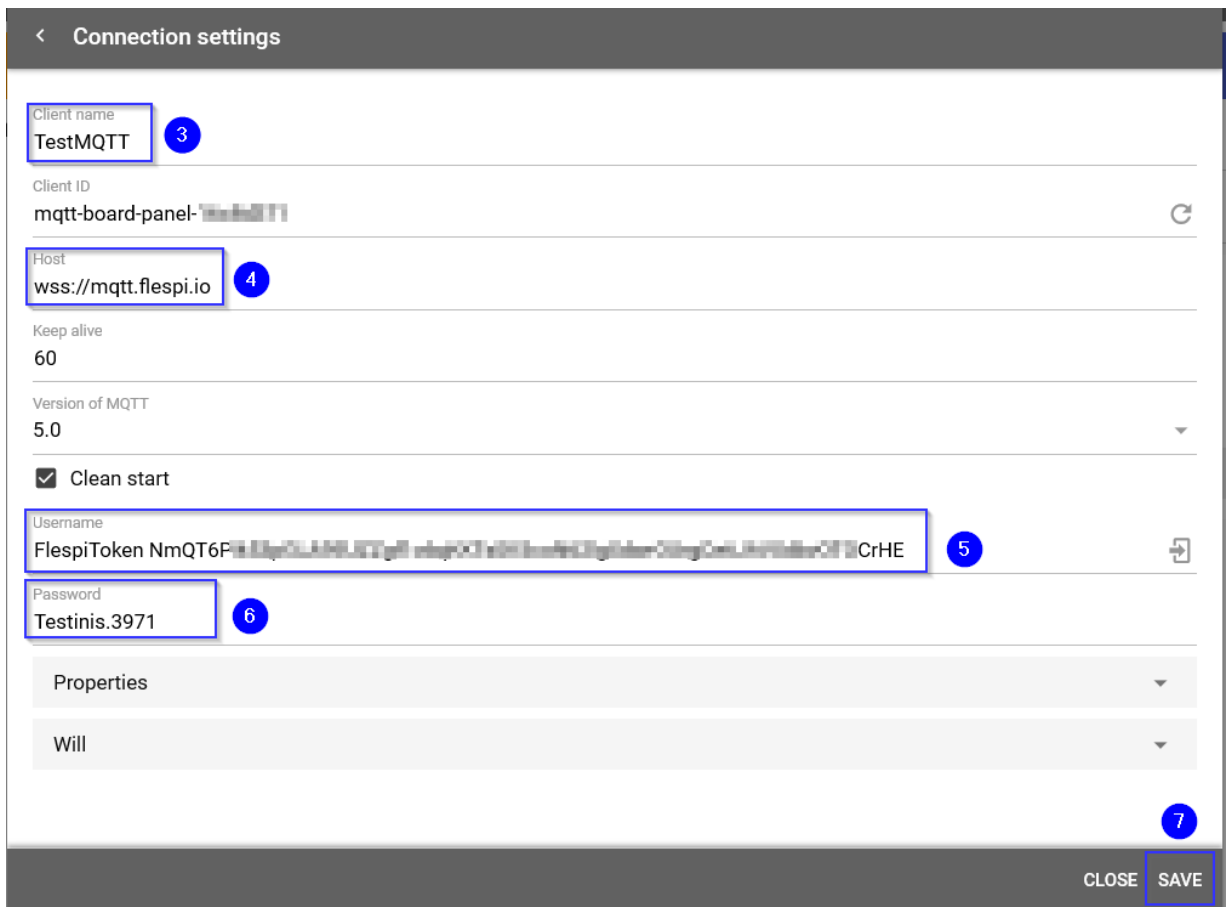 Connection settings
Client name
TestMQTT
3
Client ID
mqtt-board-panel-
Host
wss://mqtt.flespi.io
4
Keep alive
60
Version of MQTT
5.0
Clean start
Username
FlespiToken NmQT6P CrHE
5
Password
Testinis.3971
6
Properties
Will
7
CLOSE SAVE